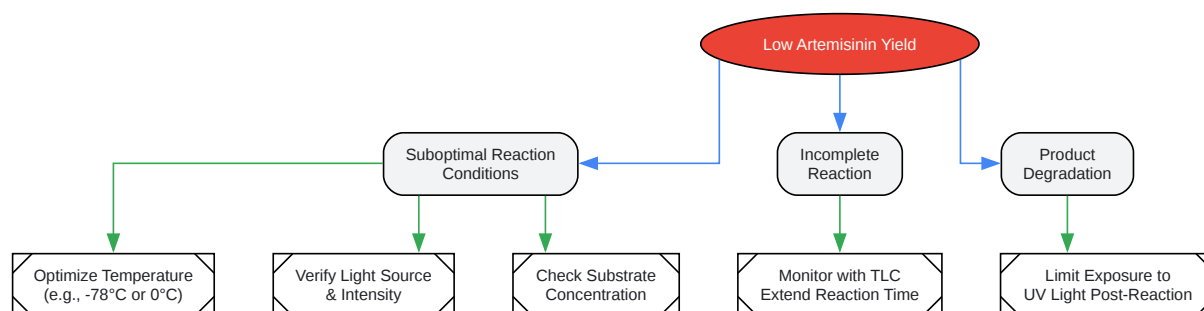 Low Artemisinin Yield
Suboptimal Reaction
Conditions
Incomplete
Reaction
Product
Degradation
Optimize Temperature
(e.g., -78°C or 0°C)
Verify Light Source
& Intensity
Check Substrate
Concentration
Monitor with TLC
Extend Reaction Time
Limit Exposure to
UV Light Post-Reaction